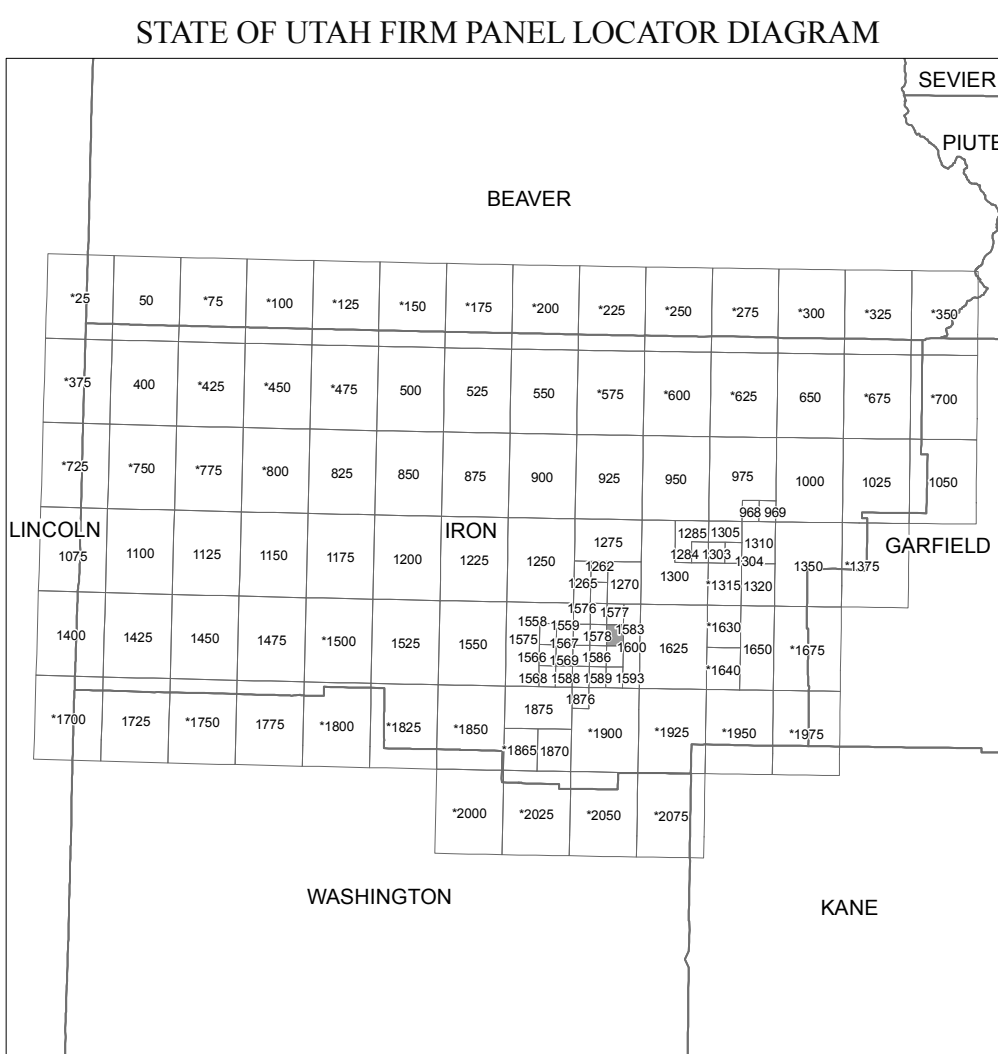 STATE OF UTAH FIRM PANEL LOCATOR DIAGRAM
SEVIER
PIUTE
BEAVER
*25 50 *75 *100 *125 *150 *175 *200 *225 *250 *275 *300 *325 *350
*375 400 *425 *450 *475 500 525 550 *575 *600 *625 650 *675 *700
*725 *750 *775 *800 825 850 875 900 925 950 975 1000 1025 1050
968 969
LINCOLN IRON GARFIELD
1285 1305
1275 1310
1075 1100 1125 1150 1175 1200 1225 1250 1284 1303 1304 1350 *1375
1262 1300
1265 1270 *1315 1320
1576 1577
1558 1559 1583 *1630
1400 1425 1450 1475 *1500 1525 1550 1575 1567 1578 1600 1625 1650 *1675
1566 1569 1586 *1640
1568 1588 1589 1593
1876
1875
*1700 1725 *1750 1775 *1800 *1825 *1850 *1900 *1925 *1950 *1975
*1865 1870
*2000 *2025 *2050 *2075
WASHINGTON
KANE